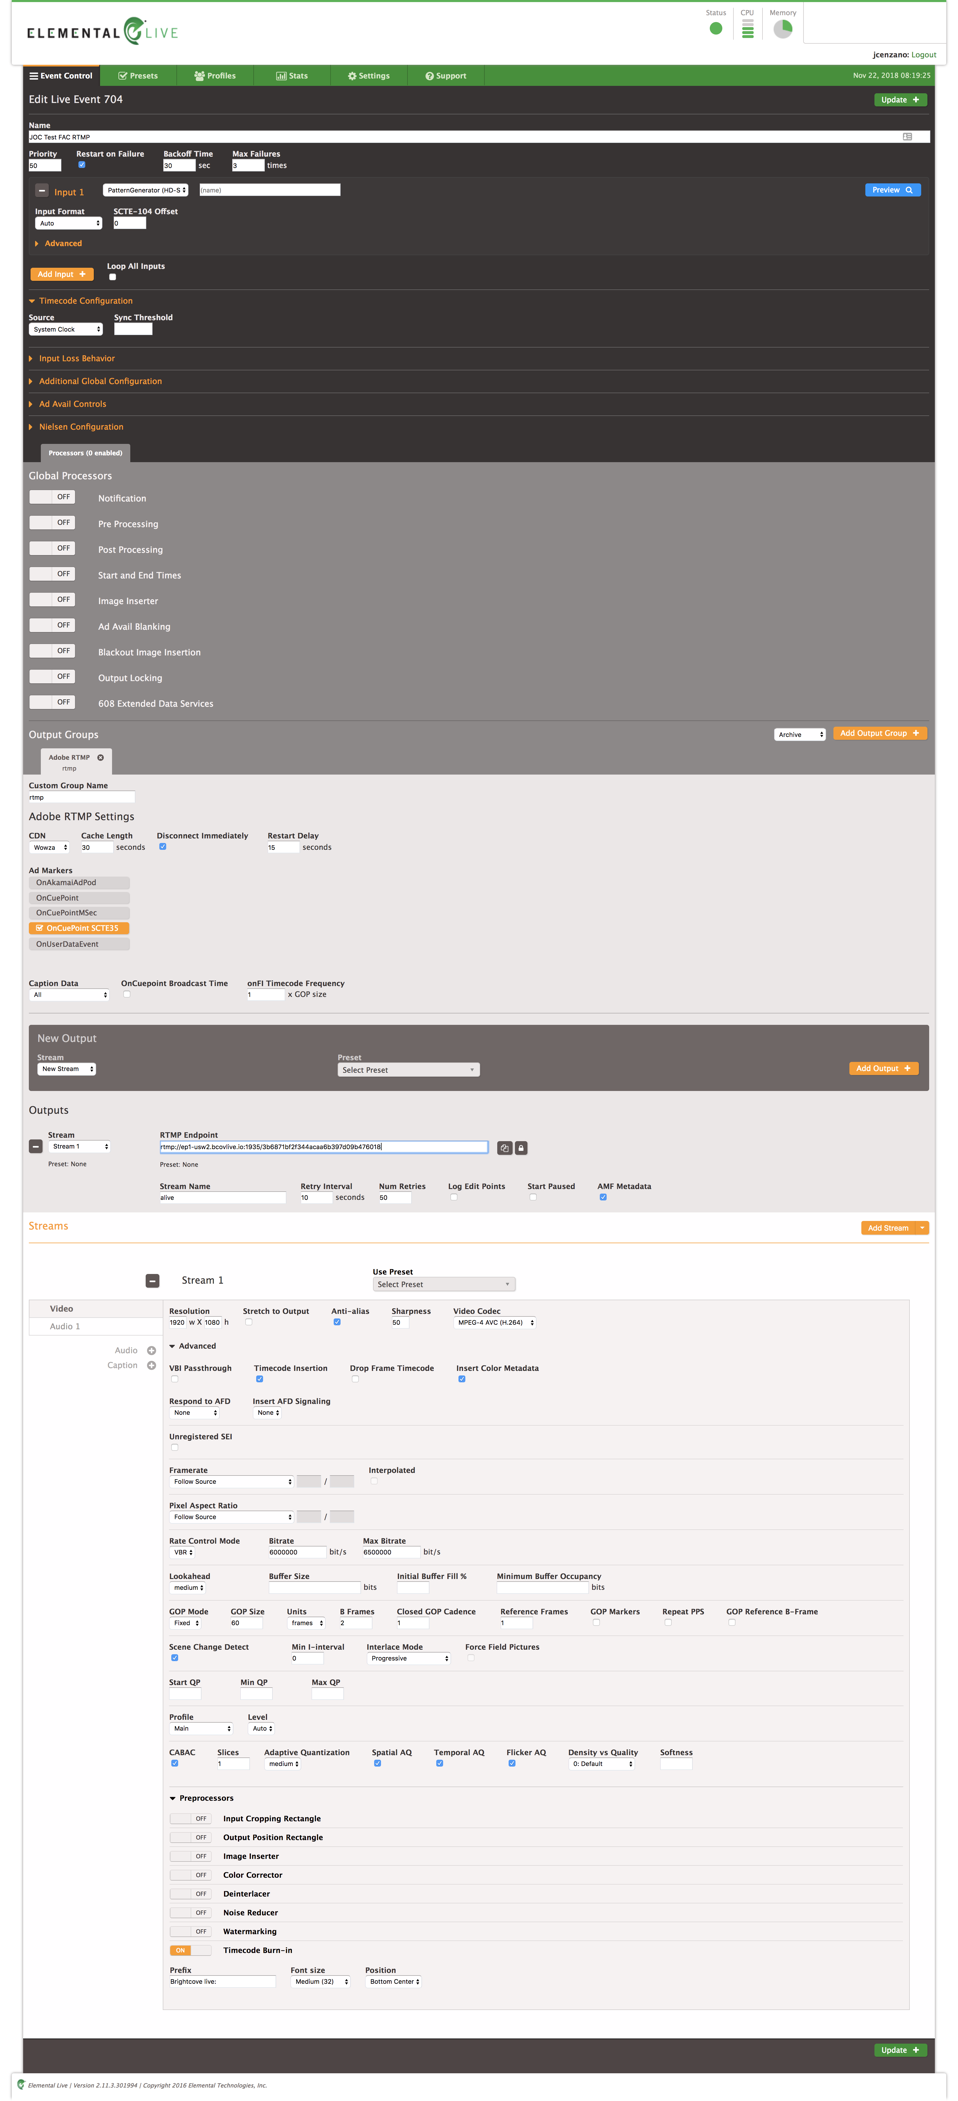 ELEMENTAL LIVE
Status CPU Memory
jcenzano: Logout
Event Control Presets Profiles Stats Settings Support Nov 22, 2018 08:19:25
Edit Live Event 704 Update +
Name
JOC Test FAC RTMP
Priority Restart on Failure Backoff Time Max Failures
50 30 sec 3 times
Input 1 PatternGenerator (HD-S (name) Preview
Input Format SCTE-104 Offset
Auto 0
Advanced
Add Input + Loop All Inputs
Timecode Configuration
Source Sync Threshold
System Clock
Input Loss Behavior
Additional Global Configuration
Ad Avail Controls
Nielsen Configuration
Processors (0 enabled)
Global Processors
OFF Notification
OFF Pre Processing
OFF Post Processing
OFF Start and End Times
OFF Image Inserter
OFF Ad Avail Blanking
OFF Blackout Image Insertion
OFF Output Locking
OFF 608 Extended Data Services
Output Groups Archive Add Output Group +
Adobe RTMP
rtmp
Custom Group Name
rtmp
Adobe RTMP Settings
CDN Cache Length Disconnect Immediately Restart Delay
Wowza 30 seconds 15 seconds
Ad Markers
OnAkamaiAdPod
OnCuePoint
OnCuePointMSec
OnCuePoint SCTE35
OnUserDataEvent
Caption Data OnCuepoint Broadcast Time onFI Timecode Frequency
All 1 x GOP size
New Output
Stream Preset
New Stream Select Preset Add Output +
Outputs
Stream RTMP Endpoint
Stream 1 rtmp://ep1-usw2.bcovlive.io:1935/3b6871bf2f344acaa6b397d09b476018
Preset: None Preset: None
Stream Name Retry Interval Num Retries Log Edit Points Start Paused AMF Metadata
alive 10 seconds 50
Streams Add Stream
Stream 1 Use Preset
Select Preset
Video
Audio 1
Audio
Caption
Resolution Stretch to Output Anti-alias Sharpness Video Codec
1920 w X 1080 h 50 MPEG-4 AVC (H.264)
Advanced
VBI Passthrough Timecode Insertion Drop Frame Timecode Insert Color Metadata
Respond to AFD Insert AFD Signaling
None None
Unregistered SEI
Framerate Interpolated
Follow Source /
Pixel Aspect Ratio
Follow Source /
Rate Control Mode Bitrate Max Bitrate
VBR 6000000 bit/s 6500000 bit/s
Lookahead Buffer Size Initial Buffer Fill % Minimum Buffer Occupancy
medium bits bits
GOP Mode GOP Size Units B Frames Closed GOP Cadence Reference Frames GOP Markers Repeat PPS GOP Reference B-Frame
Fixed 60 frames 2 1 1
Scene Change Detect Min I-interval Interlace Mode Force Field Pictures
0 Progressive
Start QP Min QP Max QP
Profile Level
Main Auto
CABAC Slices Adaptive Quantization Spatial AQ Temporal AQ Flicker AQ Density vs Quality Softness
1 medium 0: Default
Preprocessors
OFF Input Cropping Rectangle
OFF Output Position Rectangle
OFF Image Inserter
OFF Color Corrector
OFF Deinterlacer
OFF Noise Reducer
OFF Watermarking
ON Timecode Burn-in
Prefix Font size Position
Brightcove live: Medium (32) Bottom Center
Update +
Elemental Live | Version 2.11.3.301994 | Copyright 2016 Elemental Technologies, Inc.